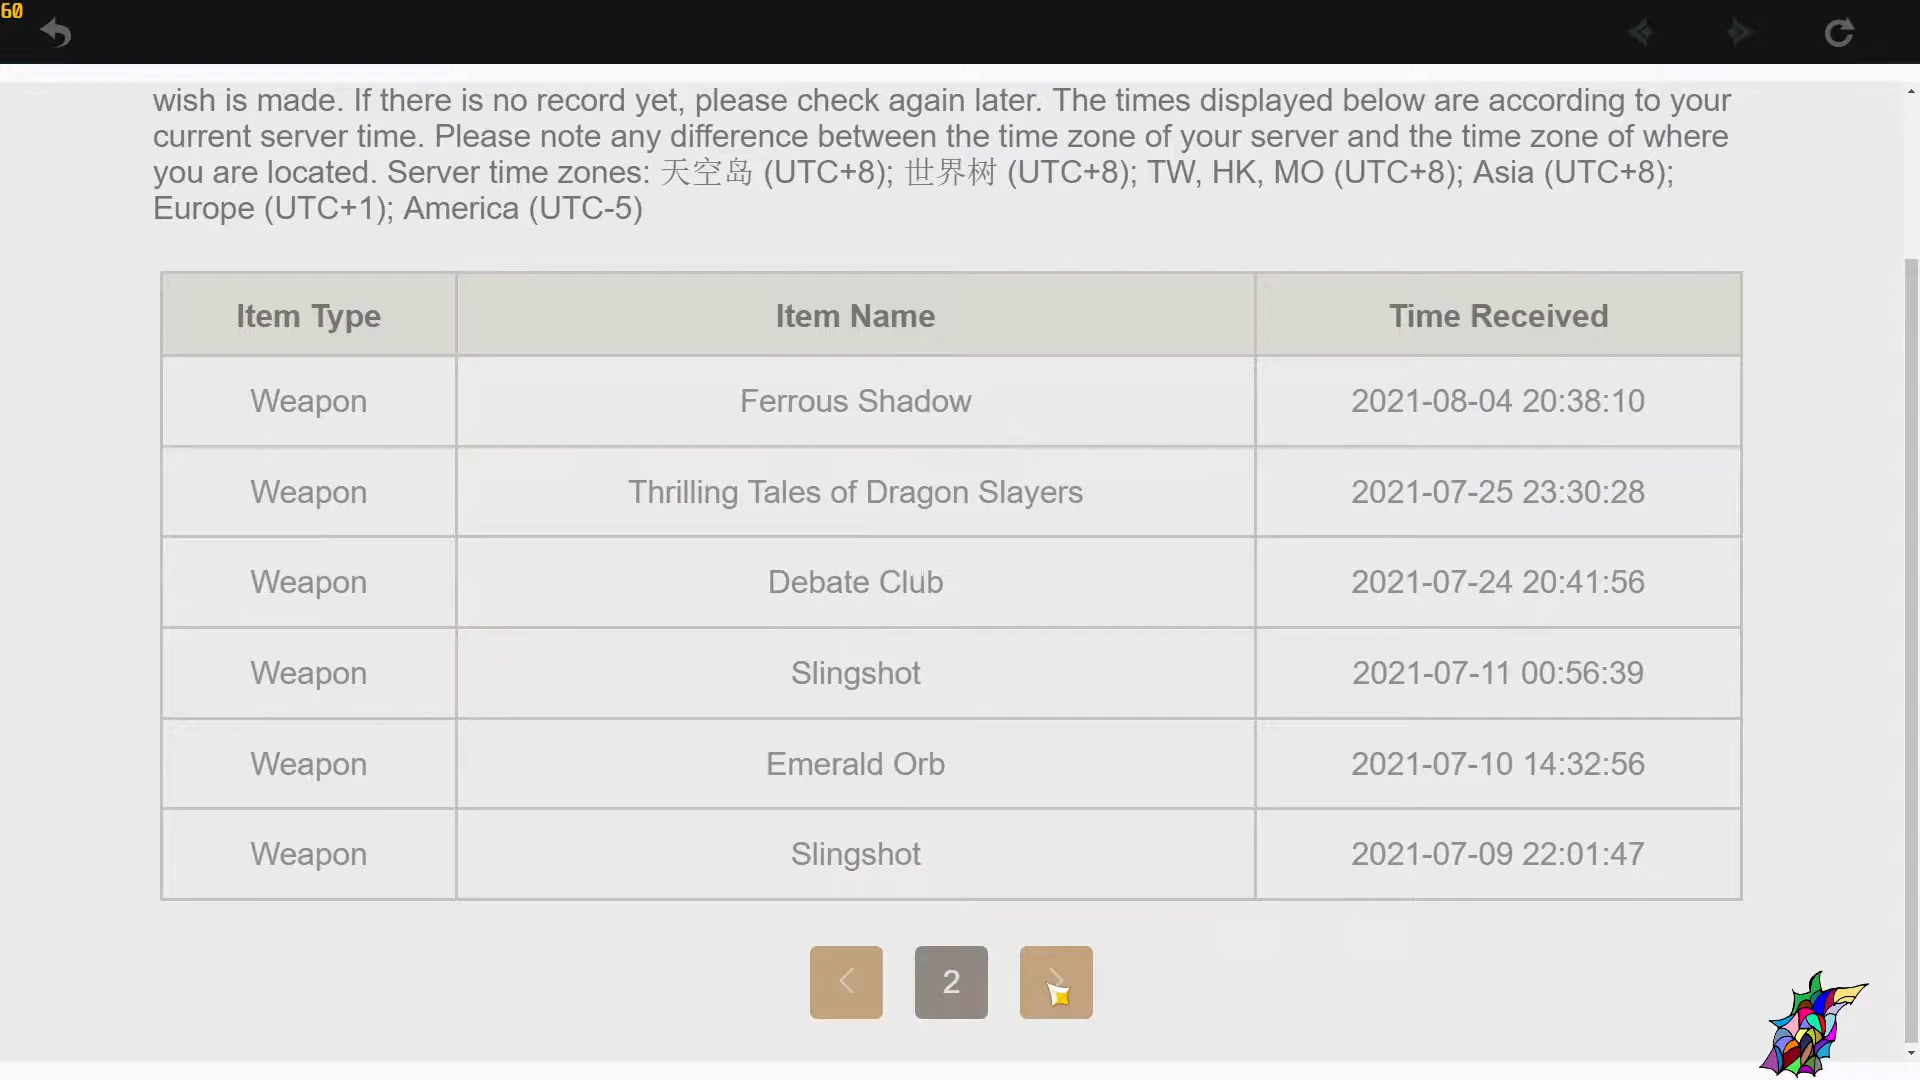 60
wish is made. If there is no record yet, please check again later. The times displayed below are according to your
current server time. Please note any difference between the time zone of your server and the time zone of where
you are located. Server time zones: 天空岛 (UTC+8); 世界树 (UTC+8); TW, HK, MO (UTC+8); Asia (UTC+8);
Europe (UTC+1); America (UTC-5)
Item Type Item Name Time Received
Weapon Ferrous Shadow 2021-08-04 20:38:10
Weapon Thrilling Tales of Dragon Slayers 2021-07-25 23:30:28
Weapon Debate Club 2021-07-24 20:41:56
Weapon Slingshot 2021-07-11 00:56:39
Weapon Emerald Orb 2021-07-10 14:32:56
Weapon Slingshot 2021-07-09 22:01:47
2